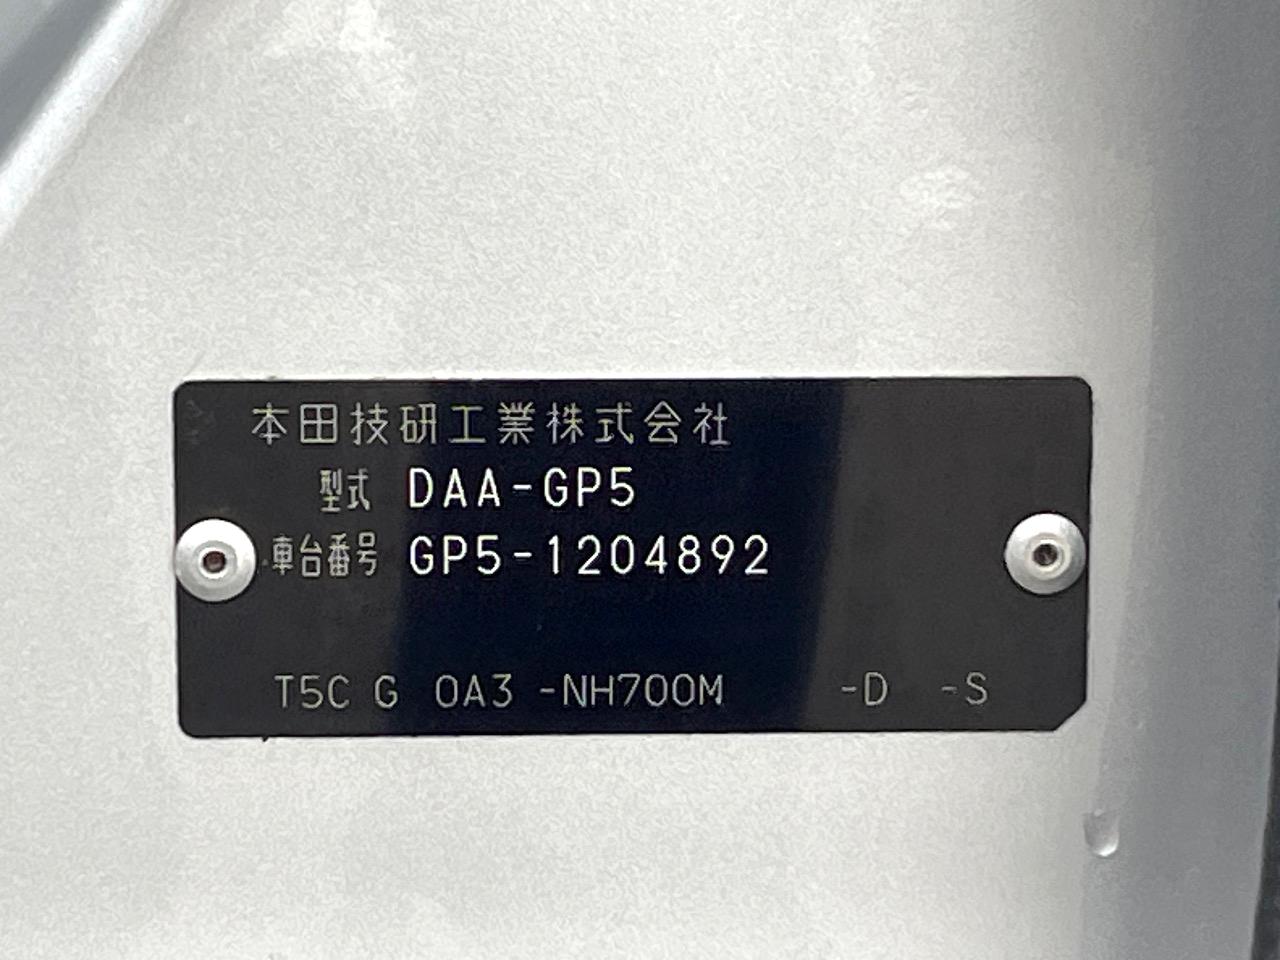 本田技研工業株式会社
型式 DAA-GP5
車台番号 GP5-1204892
T5C G 0A3 -NH700M -D -S